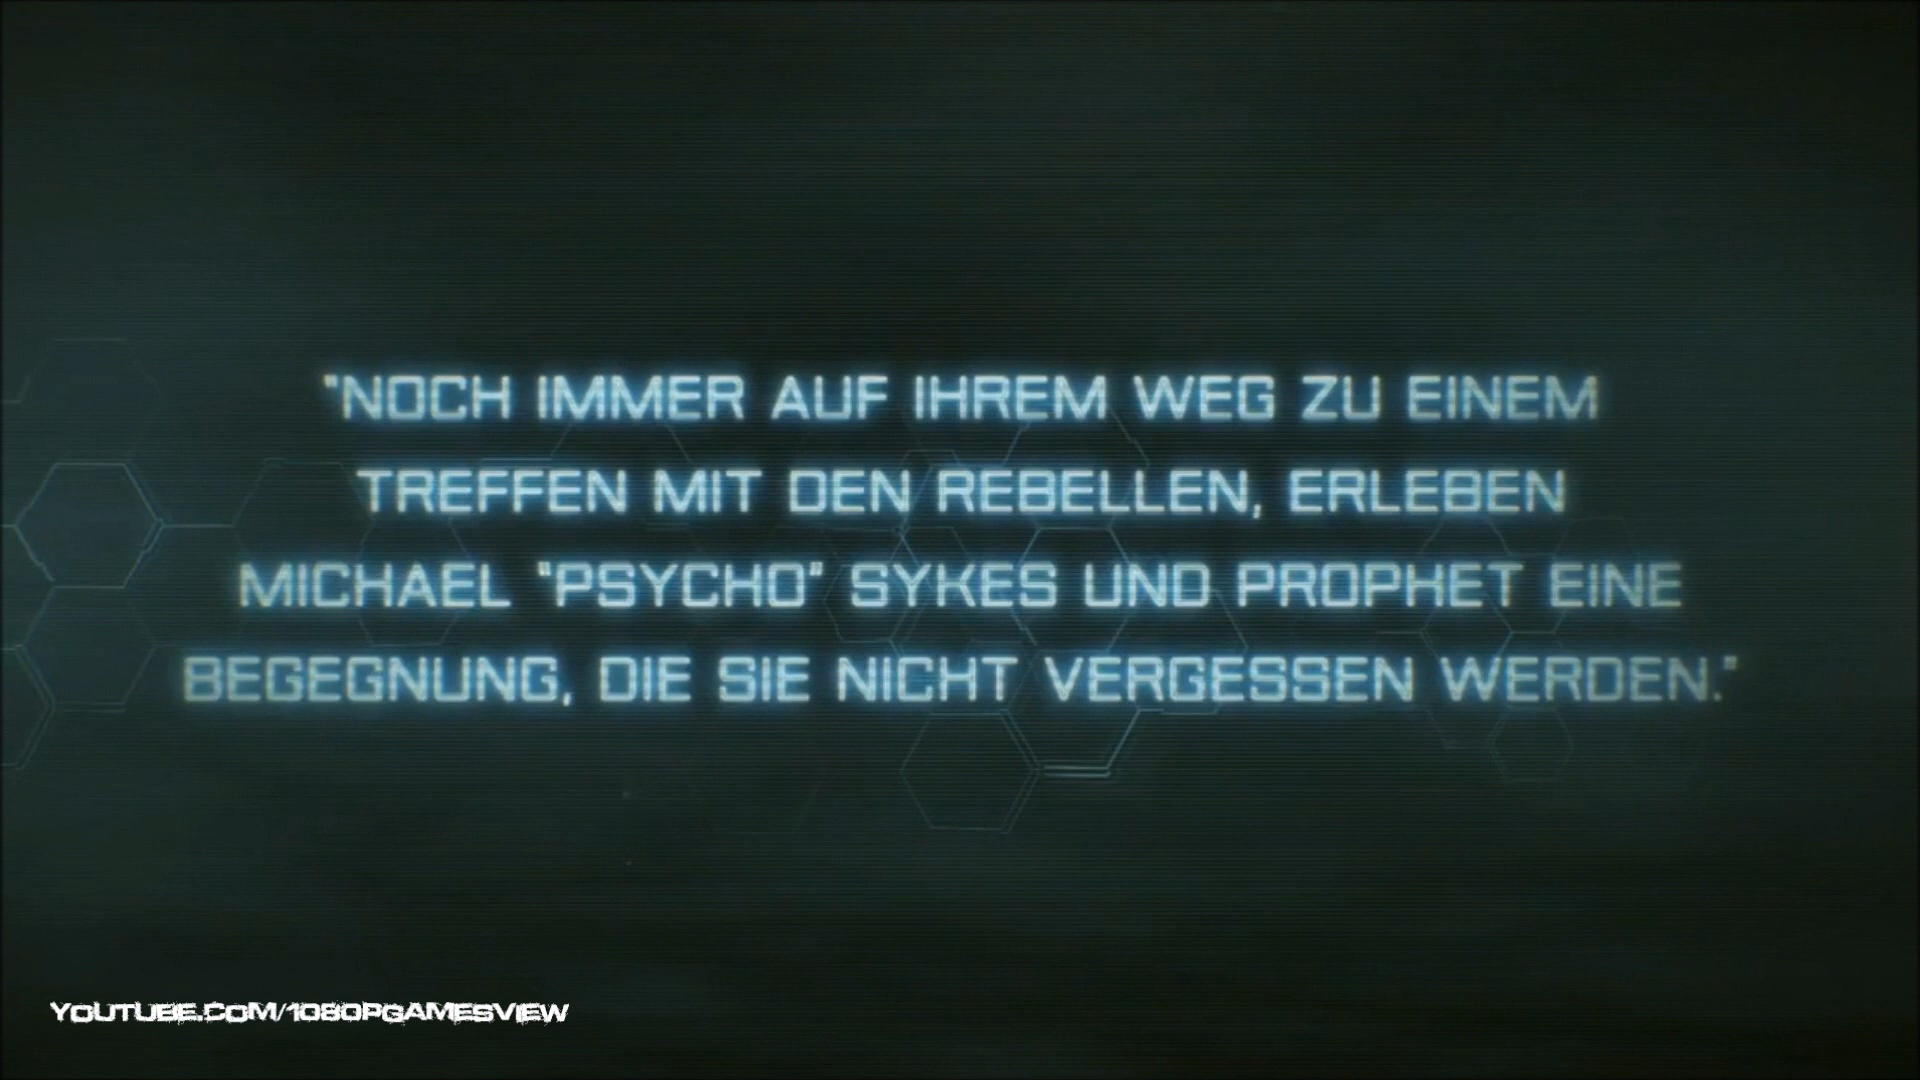 "NOCH IMMER AUF IHREM WEG ZU EINEM
TREFFEN MIT DEN REBELLEN, ERLEBEN
MICHAEL "PSYCHO" SYKES UND PROPHET EINE
BEGEGNUNG, DIE SIE NICHT VERGESSEN WERDEN."
YOUTUBE.COM/1080PGAMESVIEW